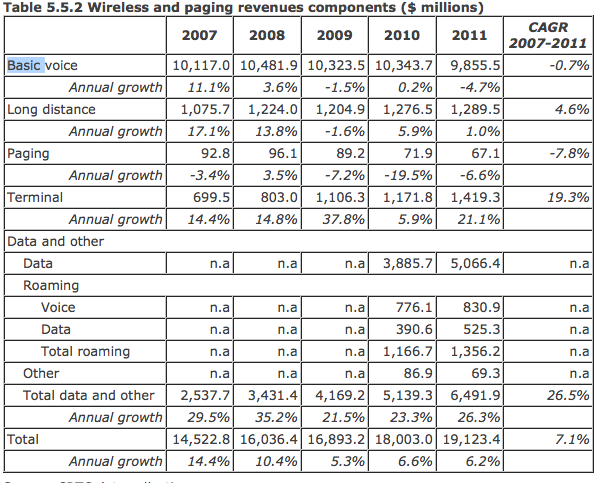 Table 5.5.2 Wireless and paging revenues components ($ millions)
2007 2008 2009 2010 2011 CAGR 2007-2011
Basic voice 10,117.0 10,481.9 10,323.5 10,343.7 9,855.5 -0.7%
Annual growth 11.1% 3.6% -1.5% 0.2% -4.7%
Long distance 1,075.7 1,224.0 1,204.9 1,276.5 1,289.5 4.6%
Annual growth 17.1% 13.8% -1.6% 5.9% 1.0%
Paging 92.8 96.1 89.2 71.9 67.1 -7.8%
Annual growth -3.4% 3.5% -7.2% -19.5% -6.6%
Terminal 699.5 803.0 1,106.3 1,171.8 1,419.3 19.3%
Annual growth 14.4% 14.8% 37.8% 5.9% 21.1%
Data and other
Data n.a n.a n.a 3,885.7 5,066.4 n.a
Roaming
Voice n.a n.a n.a 776.1 830.9 n.a
Data n.a n.a n.a 390.6 525.3 n.a
Total roaming n.a n.a n.a 1,166.7 1,356.2 n.a
Other n.a n.a n.a 86.9 69.3 n.a
Total data and other 2,537.7 3,431.4 4,169.2 5,139.3 6,491.9 26.5%
Annual growth 29.5% 35.2% 21.5% 23.3% 26.3%
Total 14,522.8 16,036.4 16,893.2 18,003.0 19,123.4 7.1%
Annual growth 14.4% 10.4% 5.3% 6.6% 6.2%